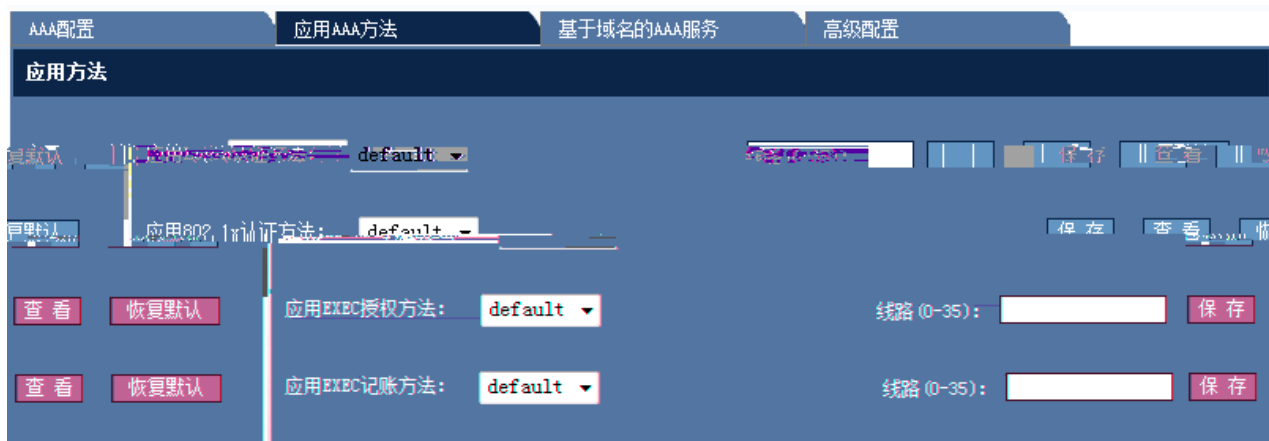 AAA配置 应用AAA方法 基于域名的AAA服务 高级配置
应用方法
default 保存 查看
应用802.1x认证方法: default 保存 查看
查看 恢复默认 应用EXEC授权方法: default 线路(0-35): 保存
查看 恢复默认 应用EXEC记账方法: default 线路(0-35): 保存